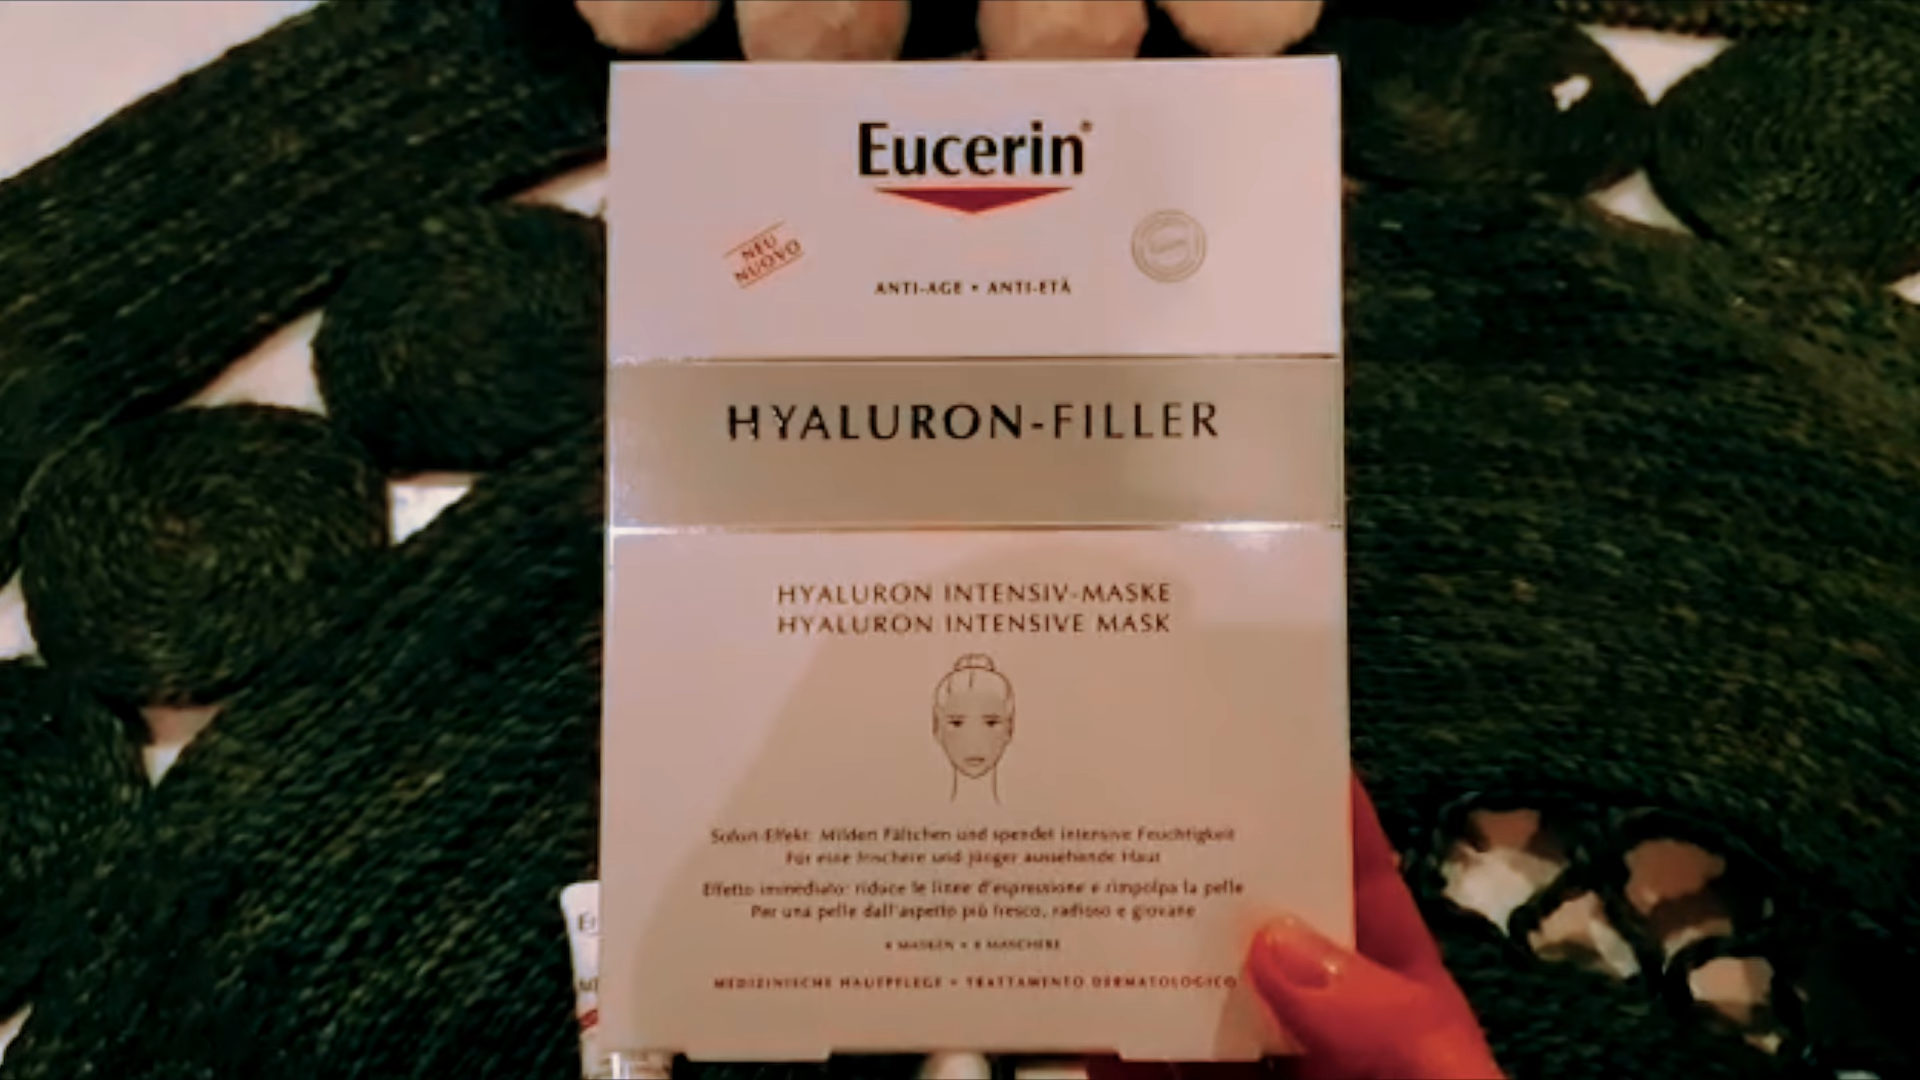 Eucerin®
NEU
NUOVO
ANTI-AGE • ANTI-ETÀ
HYALURON-FILLER
HYALURON INTENSIV-MASKE
HYALURON INTENSIVE MASK
Sofort-Effekt: Mildert Fältchen und spendet intensive Feuchtigkeit
Für eine frischere und jünger aussehende Haut
Effetto immediato: riduce le linee d'espressione e rimpolpa la pelle
Per una pelle dall'aspetto più fresco, radioso e giovane
MASKEN • MASCHERE
MEDIZINISCHE HAUTPFLEGE • TRATTAMENTO DERMATOLOGICO